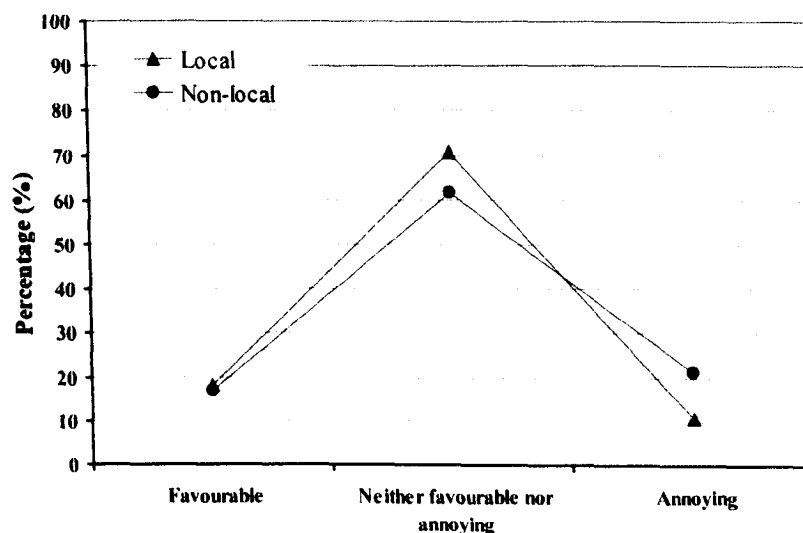 100
90
80
70
60
50
40
30
20
10
0
Percentage (%)
Local
Non-local
Favourable
Neither favourable nor
annoying
Annoying